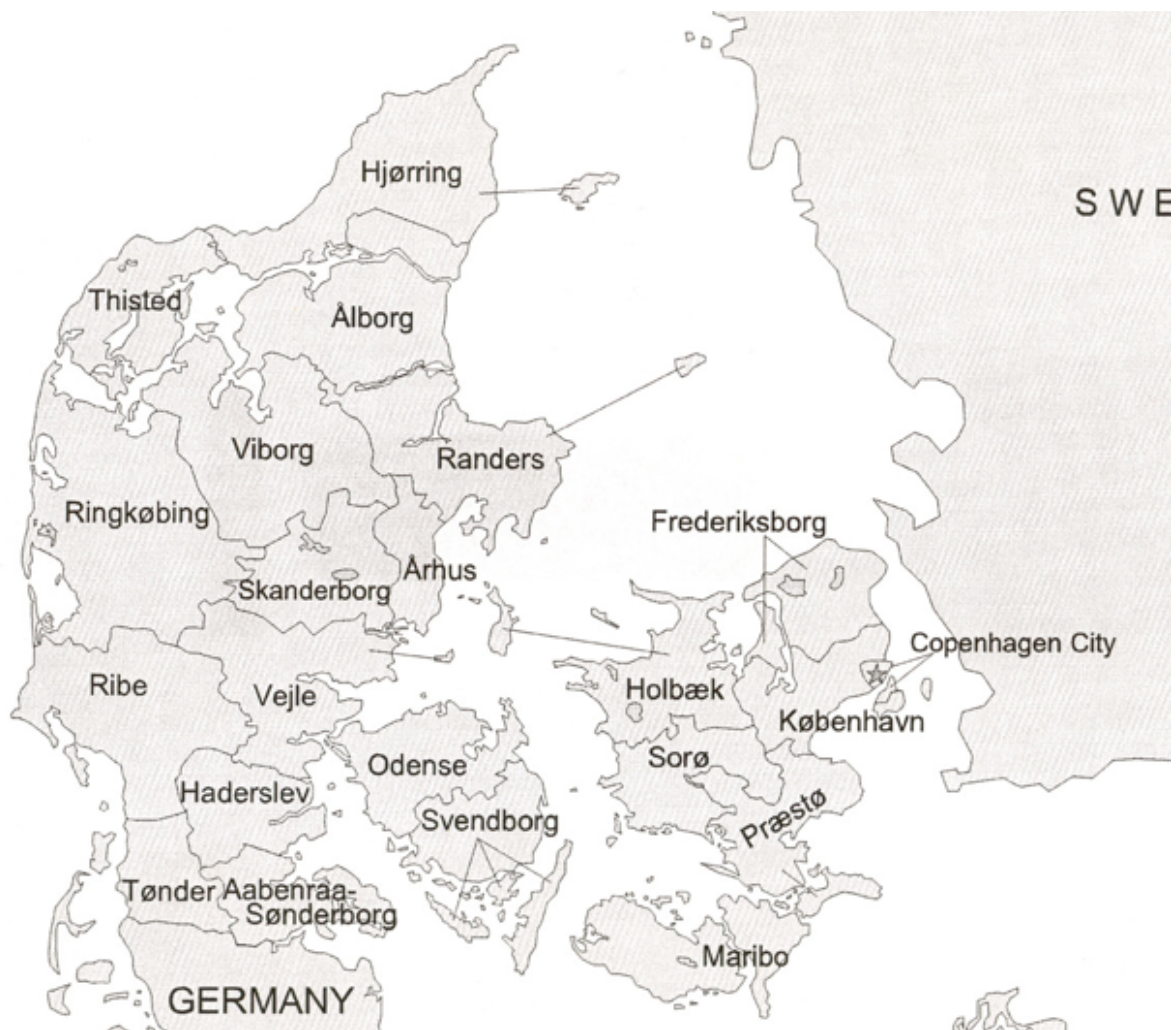 Hjørring
SWE
Thisted
Ålborg
Viborg
Randers
Ringkøbing
Frederiksborg
Århus
Skanderborg
Copenhagen City
Ribe
Vejle
Holbæk
København
Odense
Sorø
Haderslev
Svendborg
Præstø
Tønder
Aabenraa-
Sønderborg
Maribo
GERMANY